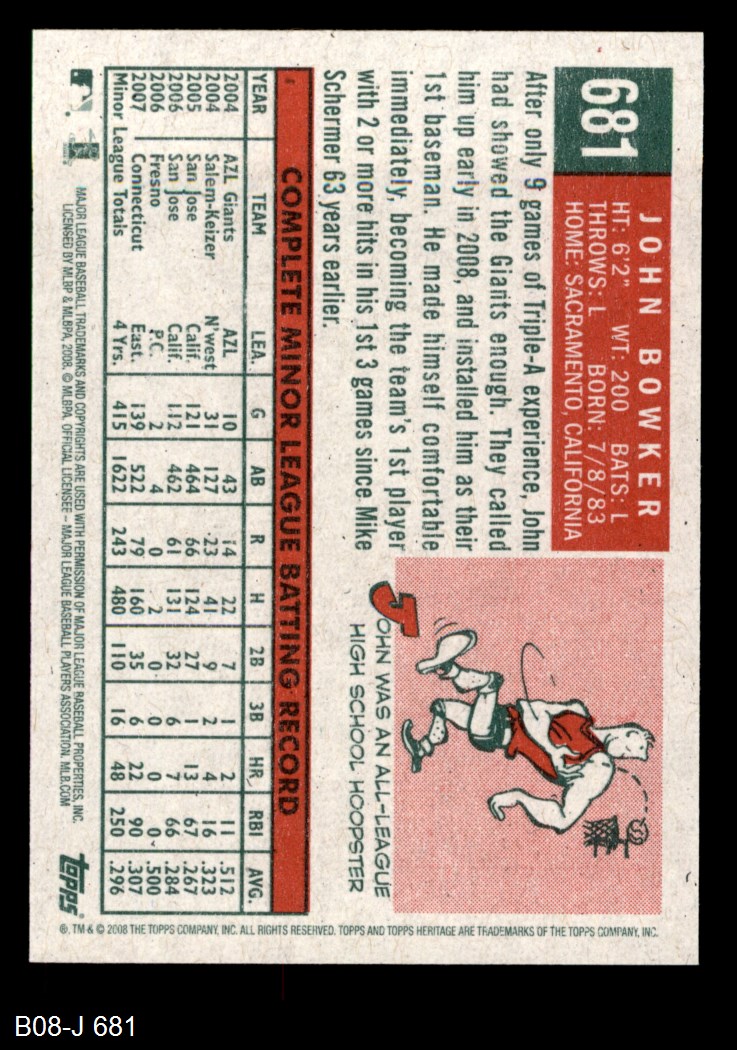 681
JOHN BOWKER
HT: 6'2" WT: 200 BATS: L
THROWS: L BORN: 7/8/83
HOME: SACRAMENTO, CALIFORNIA
After only 9 games of Triple-A experience, John
had showed the Giants enough. They called
him up early in 2008, and installed him as their
1st baseman. He made himself comfortable
immediately, becoming the team's 1st player
with 2 or more hits in his 1st 3 games since Mike
Schermer 63 years earlier.
JOHN WAS AN ALL-LEAGUE
HIGH SCHOOL HOOPSTER
COMPLETE MINOR LEAGUE BATTING RECORD
YEAR TEAM LEA. G AB R H 2B 3B HR RBI AVG.
2004 AZL Giants AZL 10 43 14 22 7 1 2 11 .512
2004 Salem-Keizer N'west 31 127 23 41 9 2 4 16 .323
2005 San Jose Calif. 121 464 66 124 27 1 13 67 .267
2006 San Jose Calif. 112 462 61 131 32 6 7 66 .284
2006 Fresno P.C. 2 4 0 2 0 0 0 0 .500
2007 Connecticut East. 139 522 79 160 35 6 22 90 .307
Minor League Totals 4 Yrs. 415 1622 243 480 110 16 48 250 .296
MAJOR LEAGUE BASEBALL TRADEMARKS AND COPYRIGHTS ARE USED WITH PERMISSION OF MAJOR LEAGUE BASEBALL PROPERTIES, INC.
LICENSED BY MLBP & MLBPA, 2008. © MLBPA. OFFICIAL LICENSEE – MAJOR LEAGUE BASEBALL PLAYERS ASSOCIATION. MLB.COM
topps®
®, TM & © 2008 THE TOPPS COMPANY, INC. ALL RIGHTS RESERVED. TOPPS AND TOPPS HERITAGE ARE TRADEMARKS OF THE TOPPS COMPANY, INC.
B08-J 681